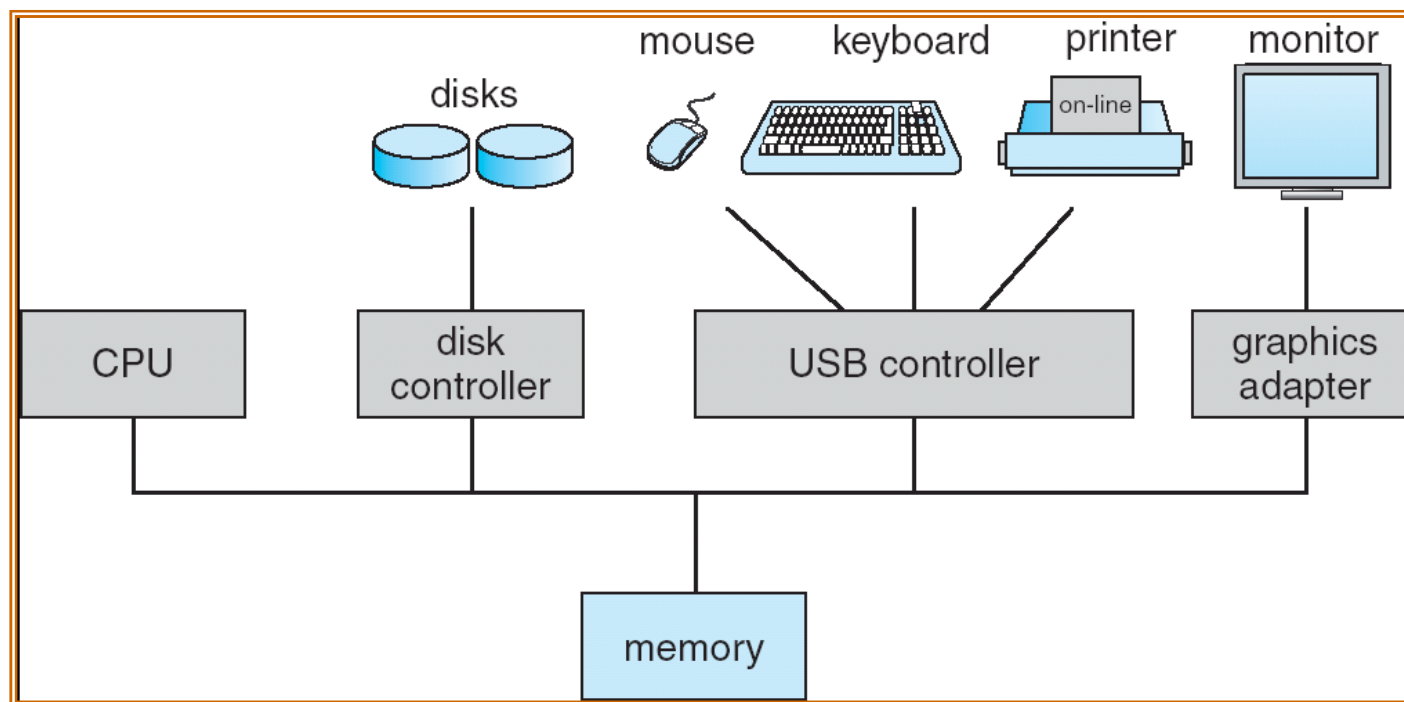 mouse
keyboard
printer
monitor
disks
on-line
CPU
disk
controller
USB controller
graphics
adapter
memory